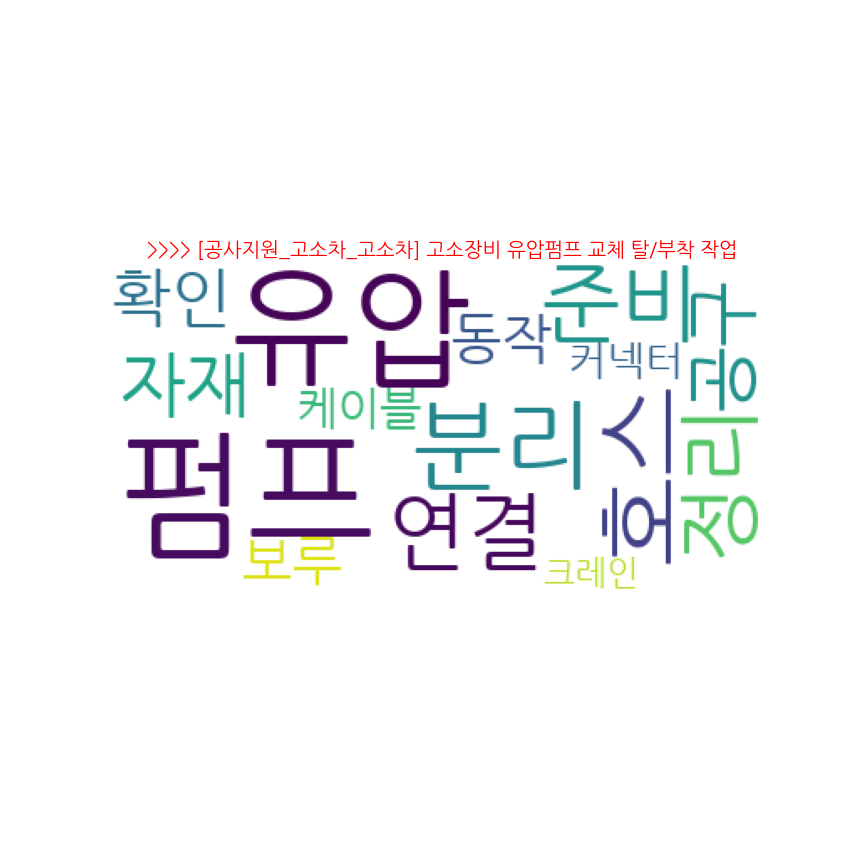 >>>> [공사지원_고소차_고소차] 고소장비 유압펌프 교체 탈/부착 작업
확인
유압
동작
준비
공구
자재
케이블
커넥터
분리
호스
정리
펌프
연결
보루
크레인